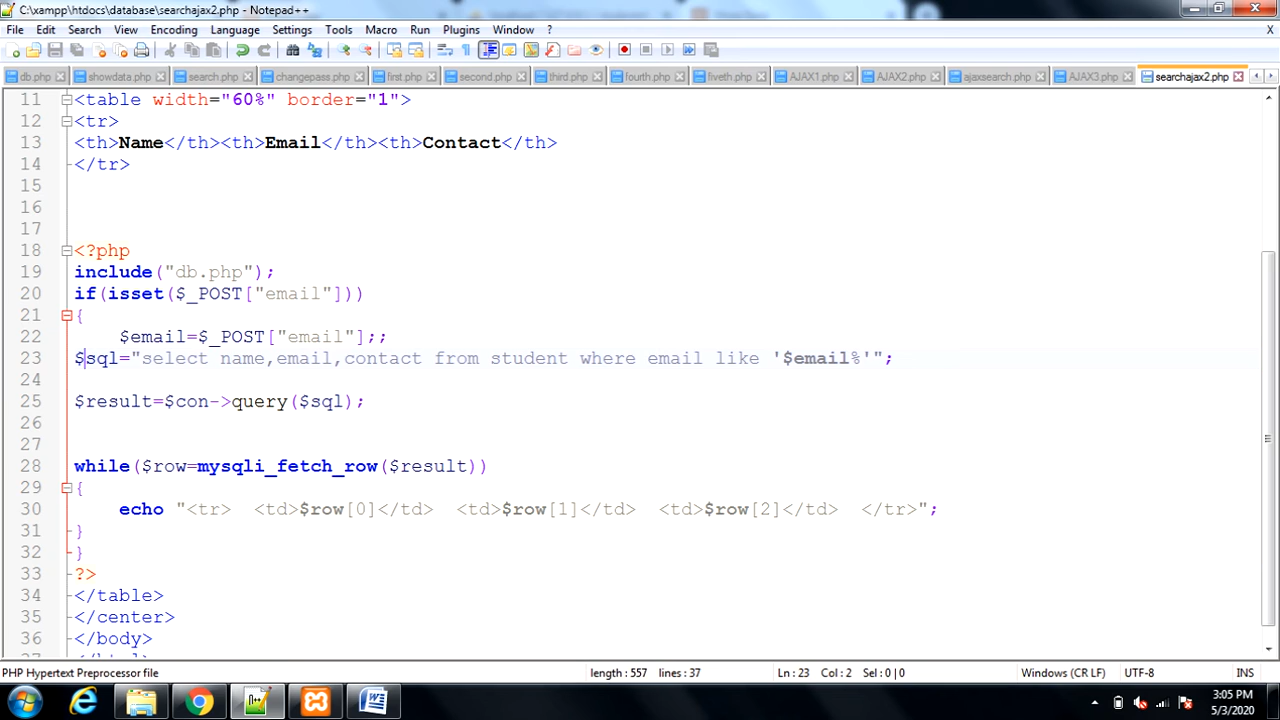 C:\xampp\htdocs\database\searchajax2.php - Notepad++
File Edit Search View Encoding Language Settings Tools Macro Run Plugins Window ? X
db.php showdata.php search.php changepass.php first.php second.php third.php fourth.php liveth.php AJAX1.php AJAX2.php ajaxsearch.php AJAX3.php searchajax2.php
11 <table width="60%" border="1">
12 <tr>
13 <th>Name</th><th>Email</th><th>Contact</th>
14 </tr>
15
16
17
18 <?php
19 include("db.php");
20 if(isset($_POST["email"]))
21 {
22 $email=$_POST["email"];;
23 $sql="select name,email,contact from student where email like '$email%'";
24
25 $result=$con->query($sql);
26
27
28 while($row=mysqli_fetch_row($result))
29 {
30 echo "<tr> <td>$row[0]</td> <td>$row[1]</td> <td>$row[2]</td> </tr>";
31 }
32 }
33 ?>
34 </table>
35 </center>
36 </body>
37 </html>
PHP Hypertext Preprocessor file length : 557 lines : 37 Ln : 23 Col : 2 Sel : 0 | 0 Windows (CR LF) UTF-8 INS
3:05 PM
5/3/2020